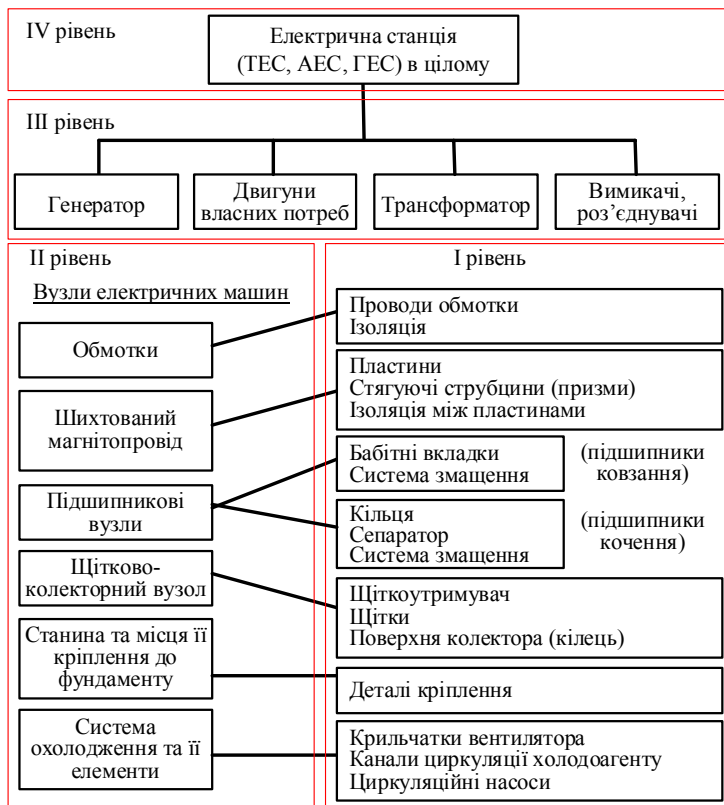 IV рівень
Електрична станція
(ТЕС, АЕС, ГЕС) в цілому
III рівень
Генератор
Двигуни
власних потреб
Трансформатор
Вимикачі,
роз’єднувачі
II рівень
Вузли електричних машин
Обмотки
Шихтований
магнітопровід
Підшипникові
вузли
Щітково-
колекторний вузол
Станина та місця її
кріплення до
фундаменту
Система
охолодження та її
елементи
I рівень
Проводи обмотки
Ізоляція
Пластини
Стягуючі струбцини (призми)
Ізоляція між пластинами
Бабітні вкладки
Система змащення
(підшипники
ковзання)
Кільця
Сепаратор
Система змащення
(підшипники
кочення)
Щіткоутримувач
Щітки
Поверхня колектора (кілець)
Деталі кріплення
Крильчатки вентилятора
Канали циркуляції холодоагенту
Циркуляційні насоси